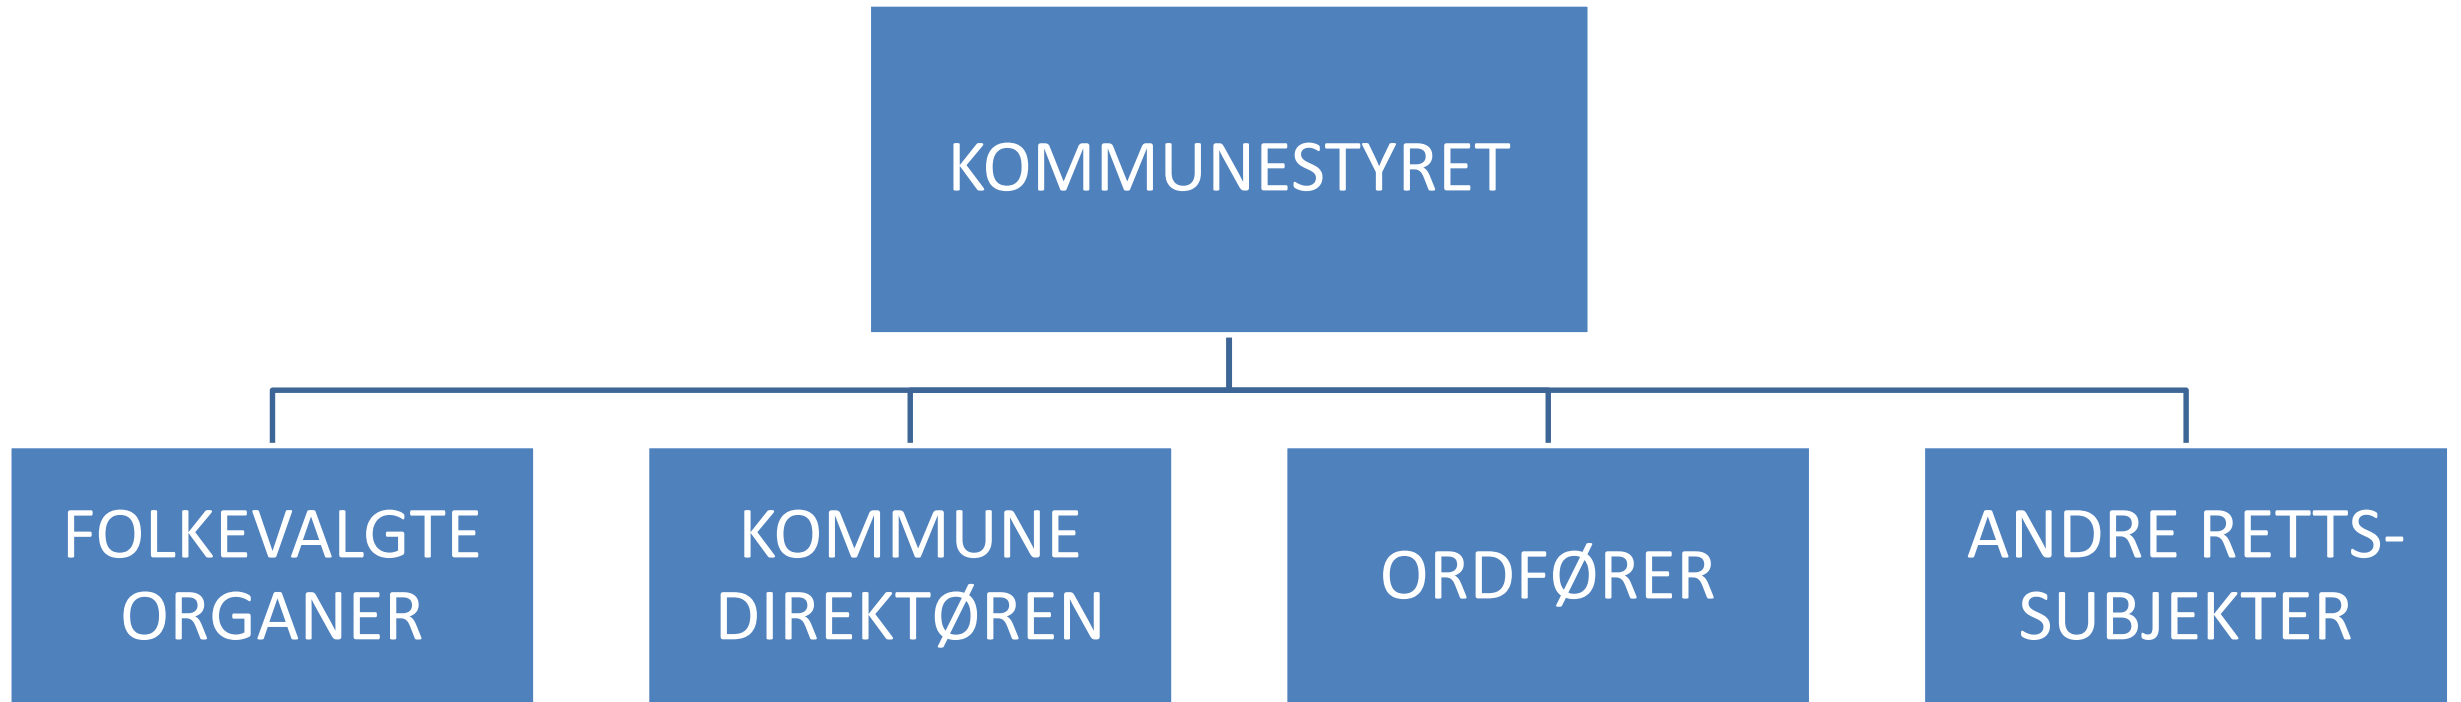 KOMMUNESTYRET
FOLKEVALGTE
ORGANER
KOMMUNE
DIREKTØREN
ORDFØRER
ANDRE RETTS-
SUBJEKTER